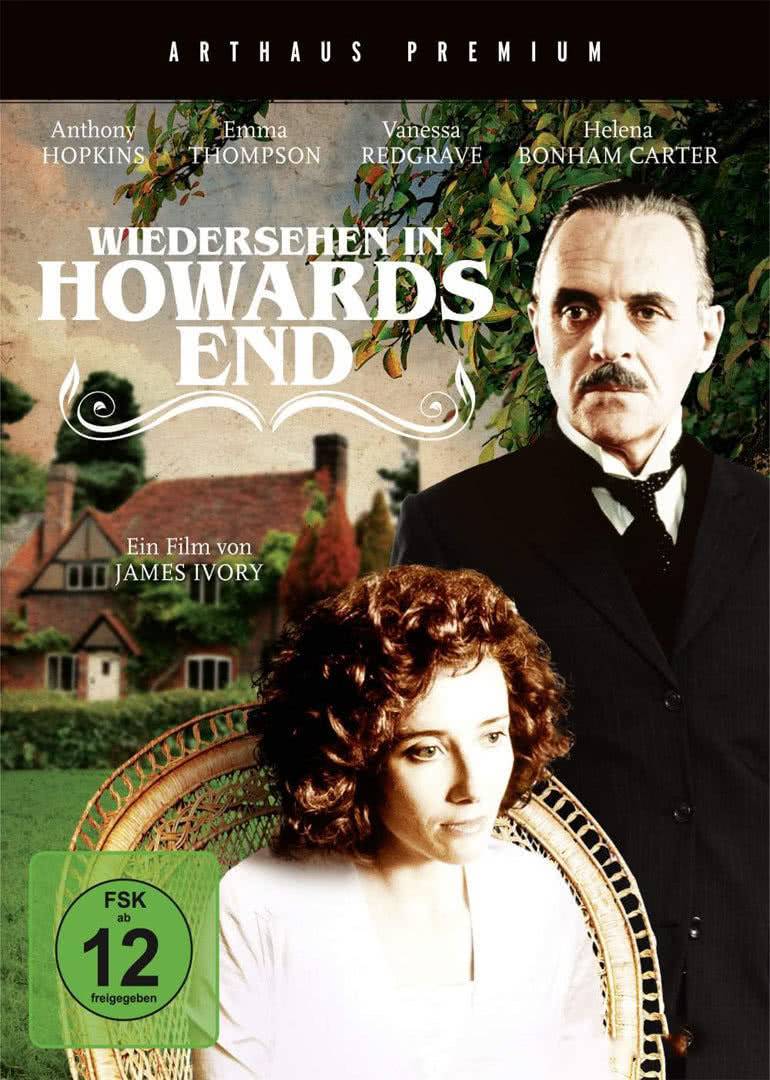 ARTHAUS PREMIUM
Anthony Emma Vanessa Helena
HOPKINS THOMPSON REDGRAVE BONHAM CARTER
WIEDERSEHEN IN
HOWARDS
END
Ein Film von
JAMES IVORY
FSK
ab
12
freigegeben